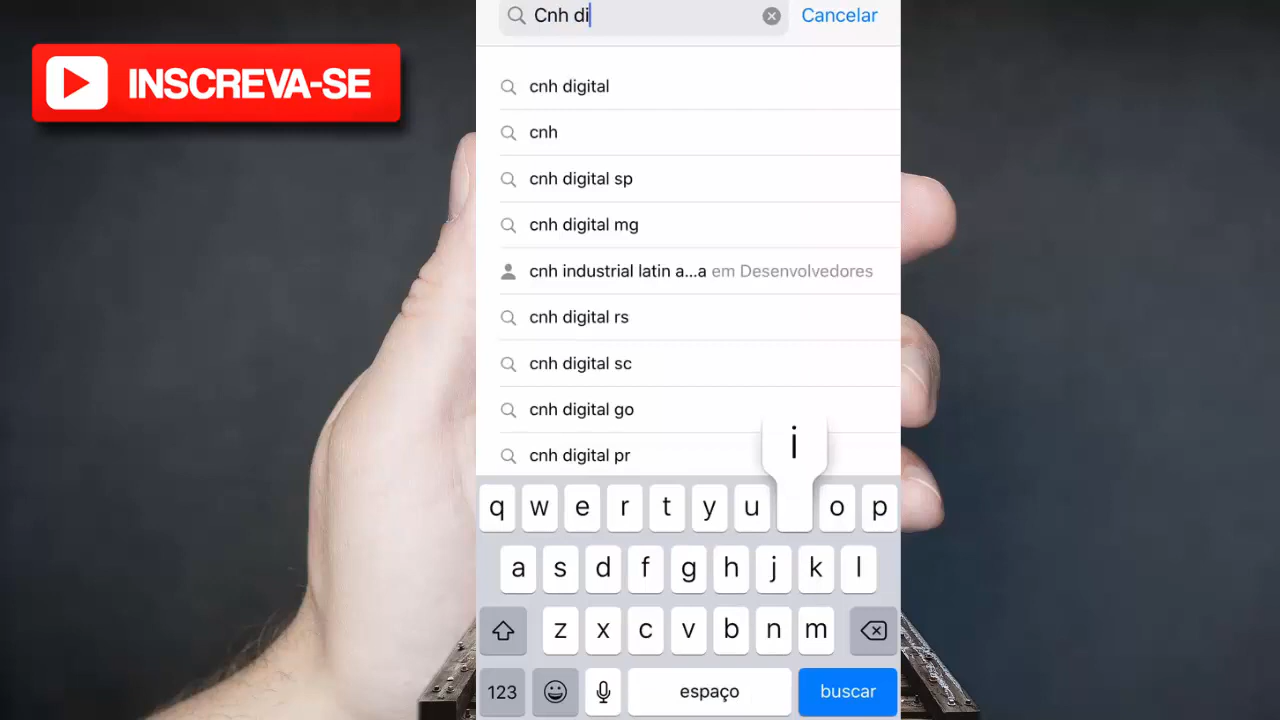 Cnh di
Cancelar
INSCREVA-SE
cnh digital
cnh
cnh digital sp
cnh digital mg
cnh industrial latin a...a em Desenvolvedores
cnh digital rs
cnh digital sc
cnh digital go
cnh digital pr
i
q w e r t y u o p
a s d f g h j k l
z x c v b n m
123 espaço buscar